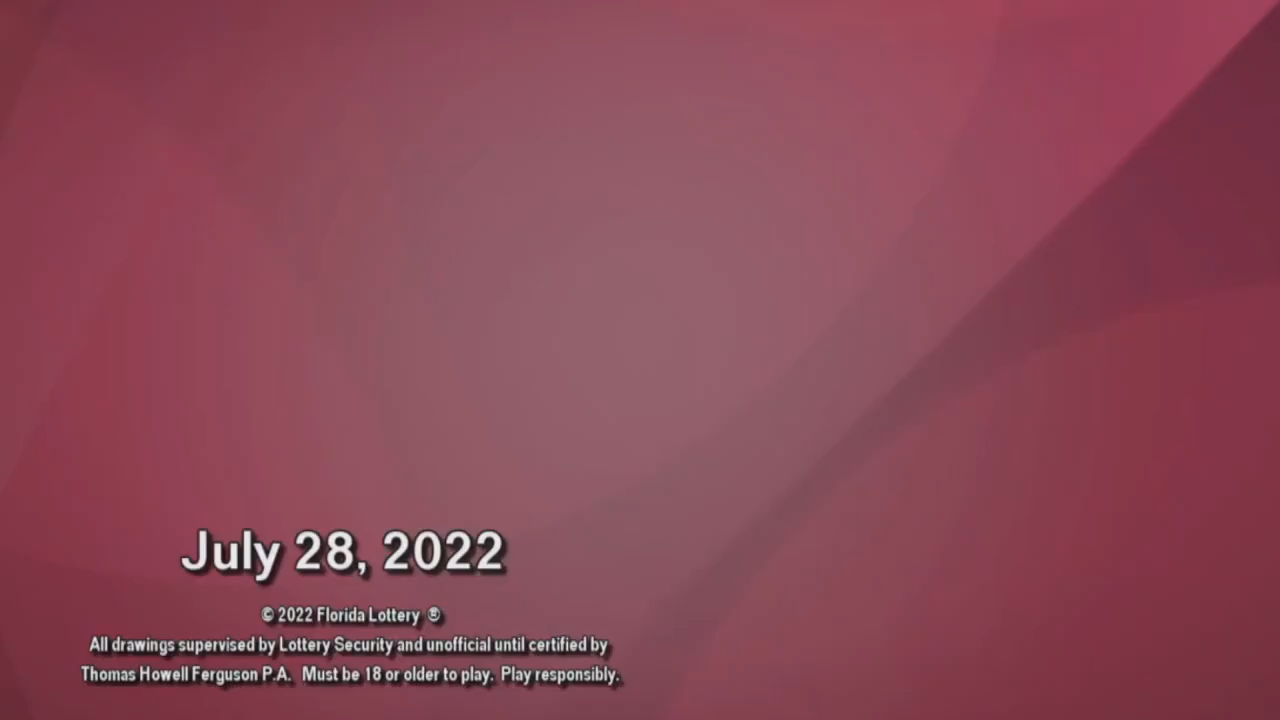 July 28, 2022
© 2022 Florida Lottery ®
All drawings supervised by Lottery Security and unofficial until certified by
Thomas Howell Ferguson P.A. Must be 18 or older to play. Play responsibly.